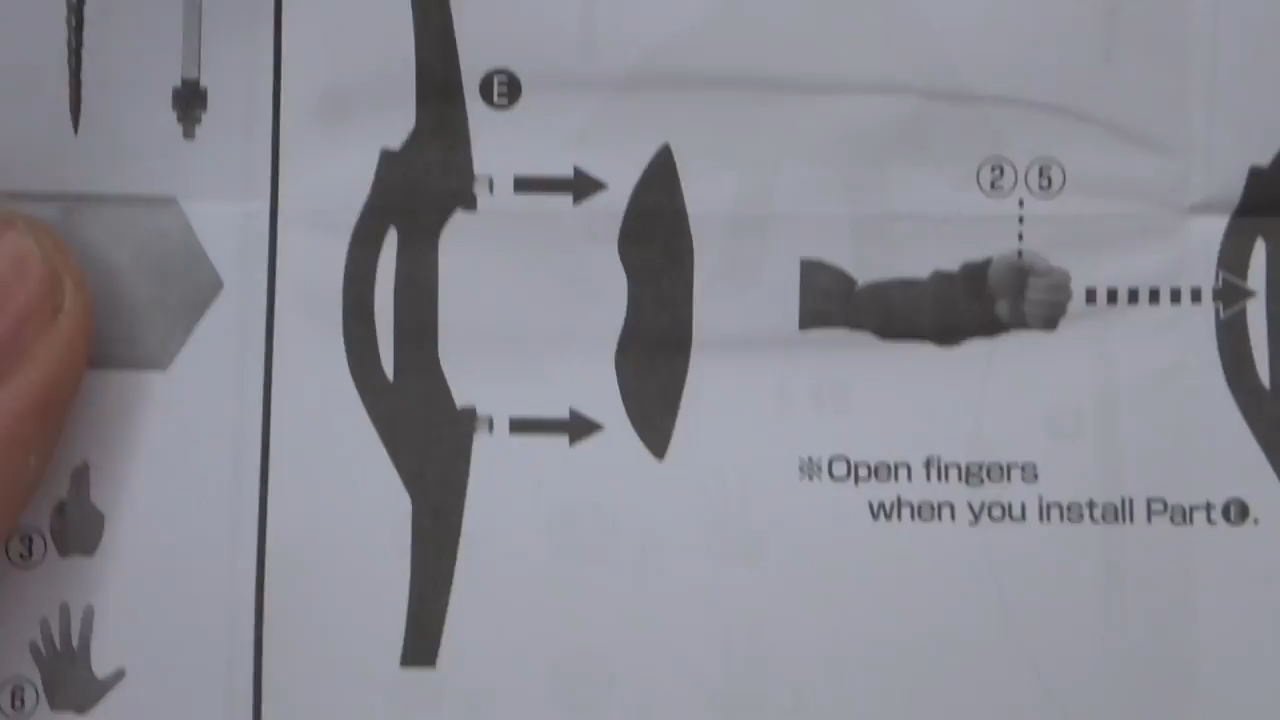 E
② ⑤
※Open fingers
when you install Part E.
③
⑥